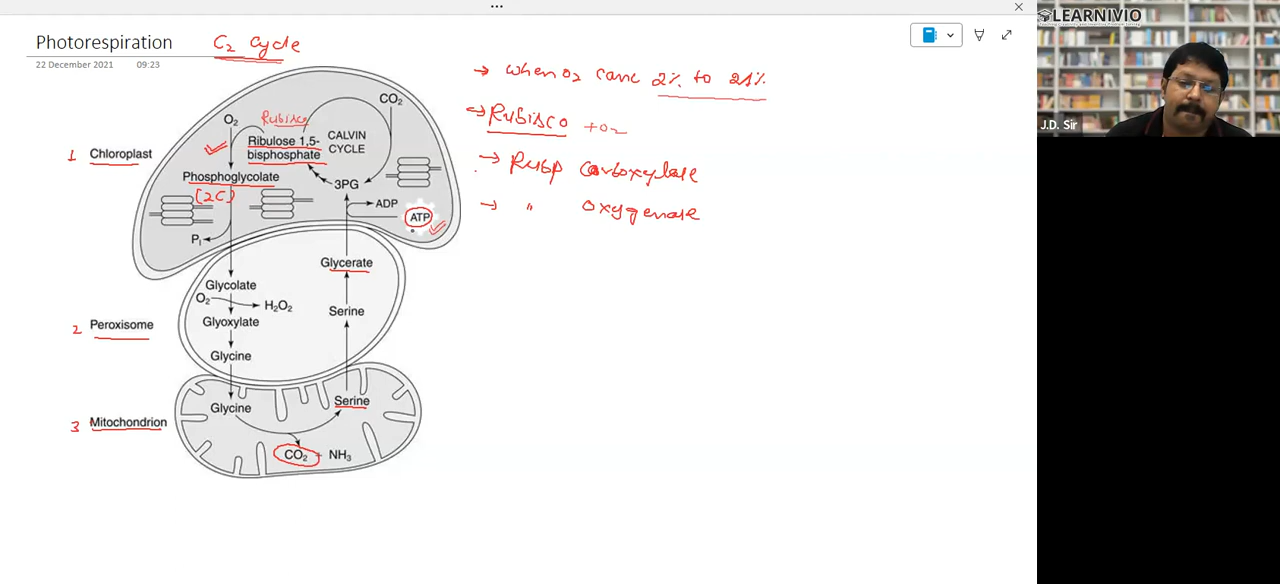 LEARNIVIO
Photorespiration C2 Cycle
22 December 2021 09:23
→ when O2 conc 2% to 21%
→ Rubisco + O2
→ Rubp Carboxylase
→ " Oxygenase
CO2
O2 Rubisco
Ribulose 1,5-
bisphosphate
CALVIN
CYCLE
1 Chloroplast
Phosphoglycolate
(2C)
3PG
ADP
ATP
Pi
Glycerate
Glycolate
O2
H2O2
Serine
2 Peroxisome
Glyoxylate
Glycine
Glycine
Serine
3 Mitochondrion
CO2 + NH3
J.D. Sir